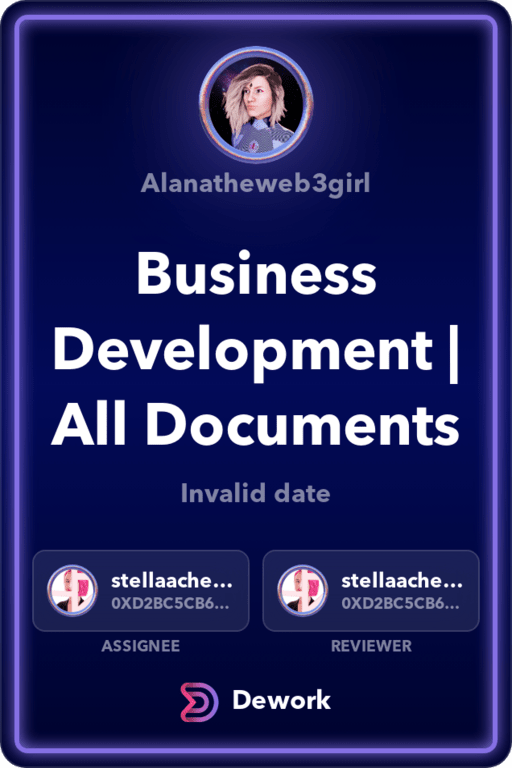 Alanatheweb3girl
Business
Development |
All Documents
Invalid date
stellaache... stellaache...
0XD2BC5CB6... 0XD2BC5CB6...
ASSIGNEE REVIEWER
Dework